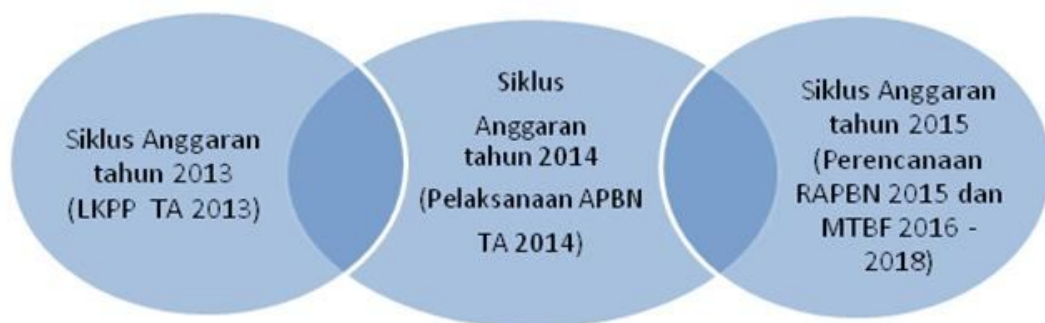 Siklus Anggaran
tahun 2013
(LKPP TA 2013)
Siklus
Anggaran
tahun 2014
(Pelaksanaan APBN
TA 2014)
Siklus Anggaran
tahun 2015
(Perencanaan
RAPBN 2015 dan
MTBF 2016 -
2018)